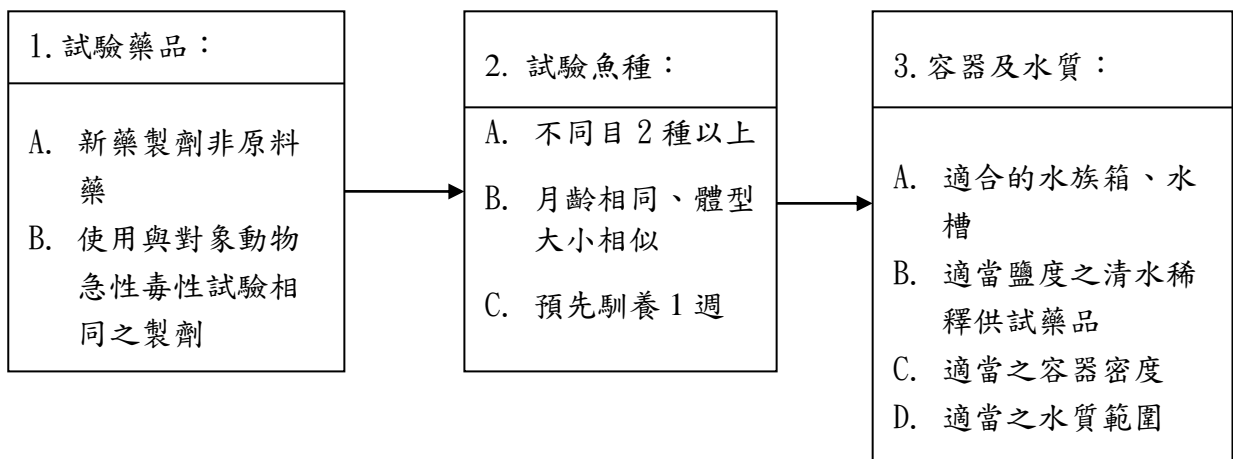 1.試驗藥品：
A. 新藥製劑非原料
藥
B. 使用與對象動物
急性毒性試驗相
同之製劑
2. 試驗魚種：
A. 不同目 2 種以上
B. 月齡相同、體型
大小相似
C. 預先馴養 1 週
3.容器及水質：
A. 適合的水族箱、水
槽
B. 適當鹽度之清水稀
釋供試藥品
C. 適當之容器密度
D. 適當之水質範圍